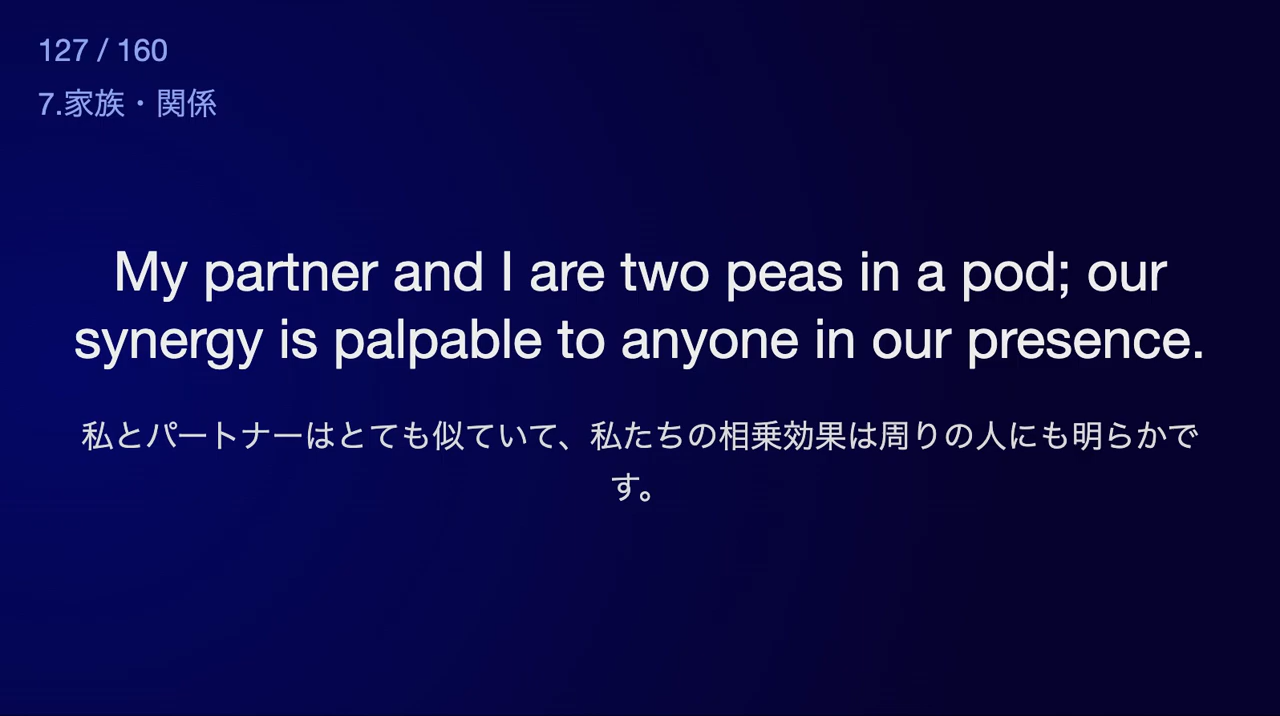 127 / 160
7.家族・関係
My partner and I are two peas in a pod; our
synergy is palpable to anyone in our presence.
私とパートナーはとても似ていて、私たちの相乗効果は周りの人にも明らかで
す。